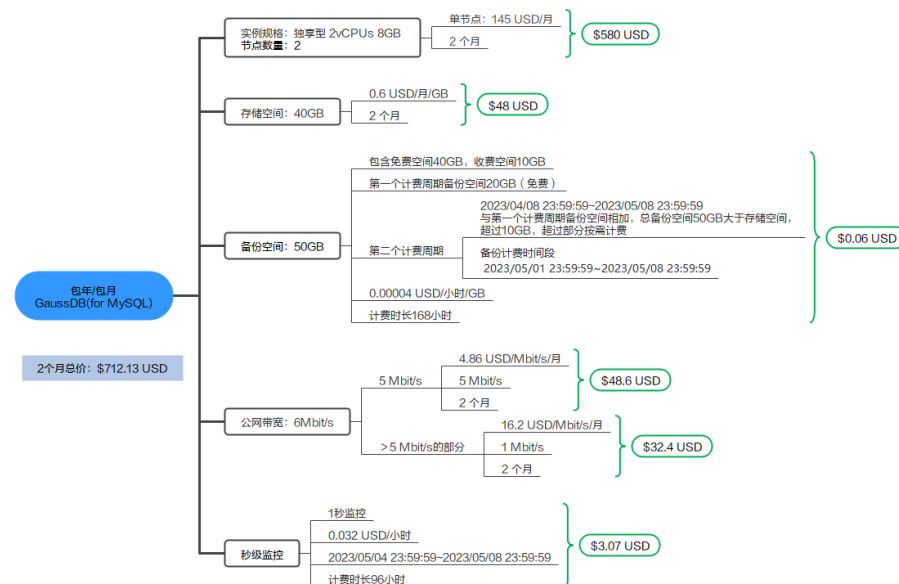 包年/包月
GaussDB(for MySQL)
2个月总价：$712.13 USD
实例规格：独享型 2vCPUs 8GB
节点数量：2
单节点：145 USD/月
2 个月
$580 USD
存储空间：40GB
0.6 USD/月/GB
2 个月
$48 USD
备份空间：50GB
包含免费空间40GB，收费空间10GB
第一个计费周期备份空间20GB（免费）
第二个计费周期
2023/04/08 23:59:59~2023/05/08 23:59:59
与第一个计费周期备份空间相加，总备份空间50GB大于存储空间，
超过10GB，超过部分按需计费
备份计费时间段
2023/05/01 23:59:59~2023/05/08 23:59:59
0.00004 USD/小时/GB
计费时长168小时
$0.06 USD
公网带宽：6Mbit/s
5 Mbit/s
4.86 USD/Mbit/s/月
5 Mbit/s
2 个月
$48.6 USD
＞5 Mbit/s的部分
16.2 USD/Mbit/s/月
1 Mbit/s
2 个月
$32.4 USD
秒级监控
1秒监控
0.032 USD/小时
2023/05/04 23:59:59~2023/05/08 23:59:59
计费时长96小时
$3.07 USD